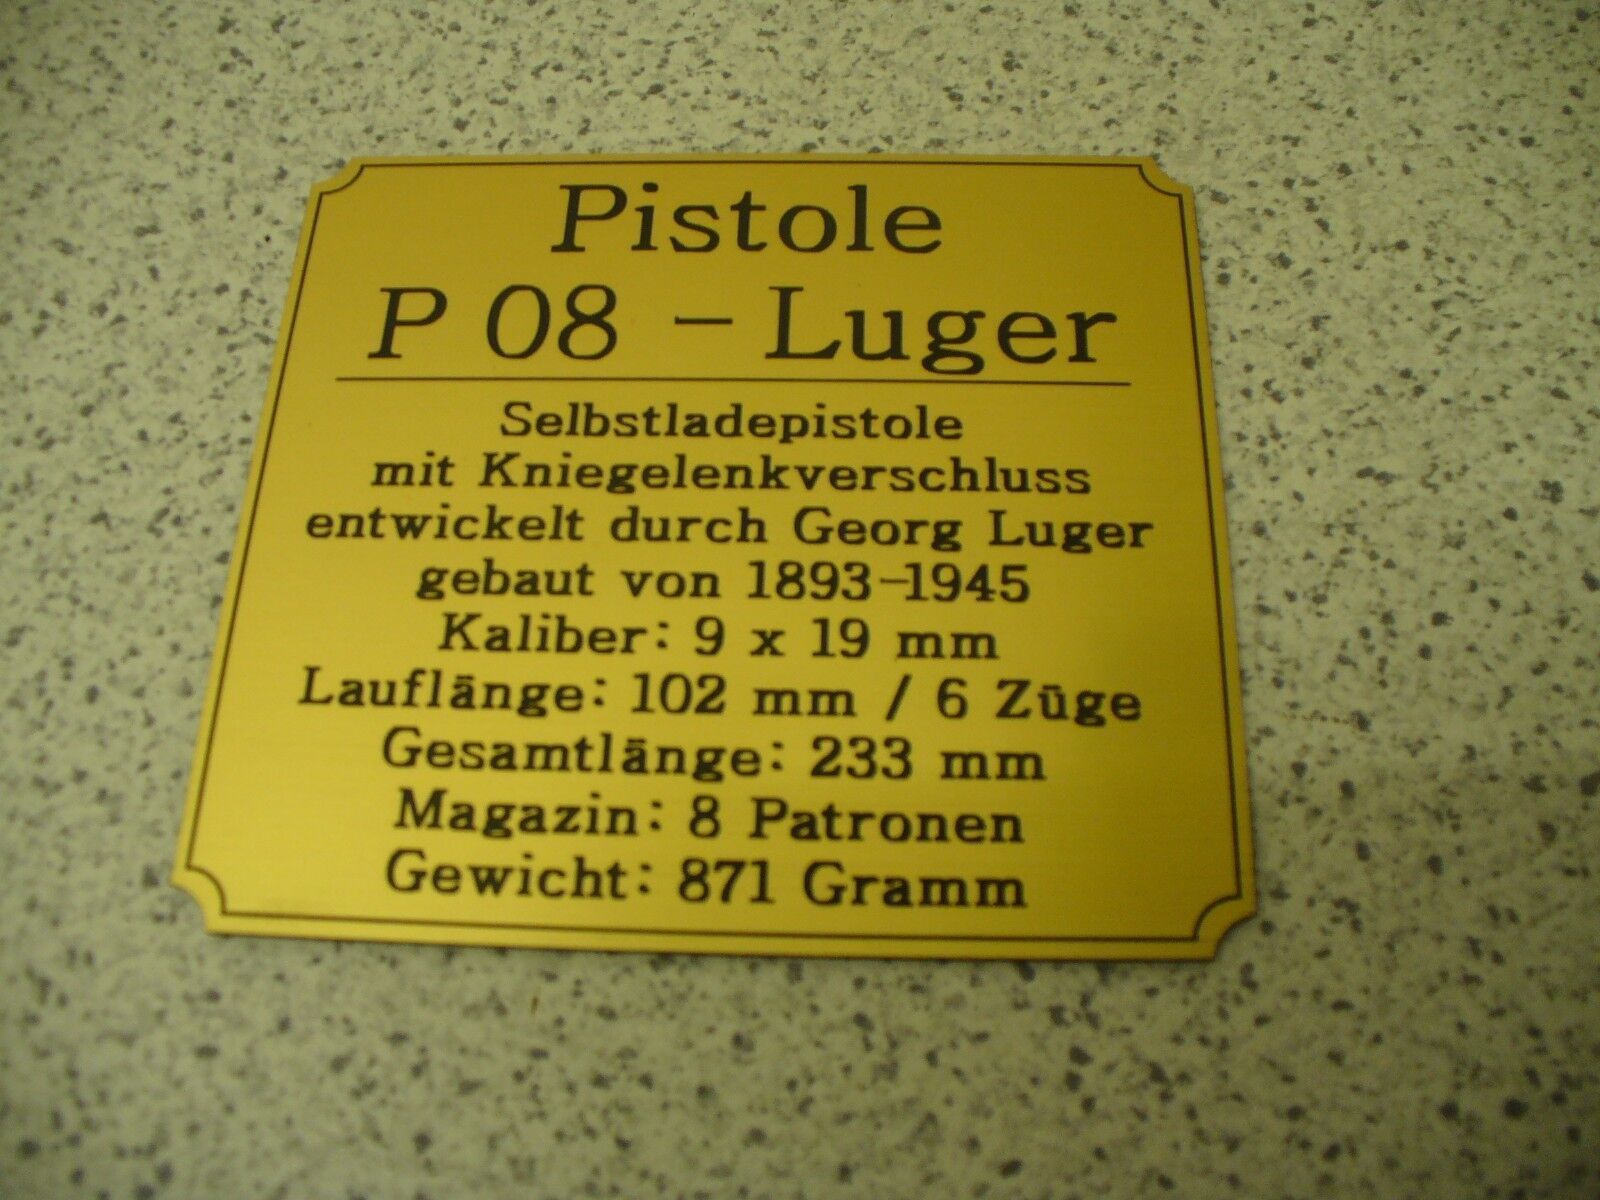 Pistole
P 08 - Luger
Selbstladepistole
mit Kniegelenkverschluss
entwickelt durch Georg Luger
gebaut von 1893-1945
Kaliber: 9 x 19 mm
Lauflänge: 102 mm / 6 Züge
Gesamtlänge: 233 mm
Magazin: 8 Patronen
Gewicht: 871 Gramm